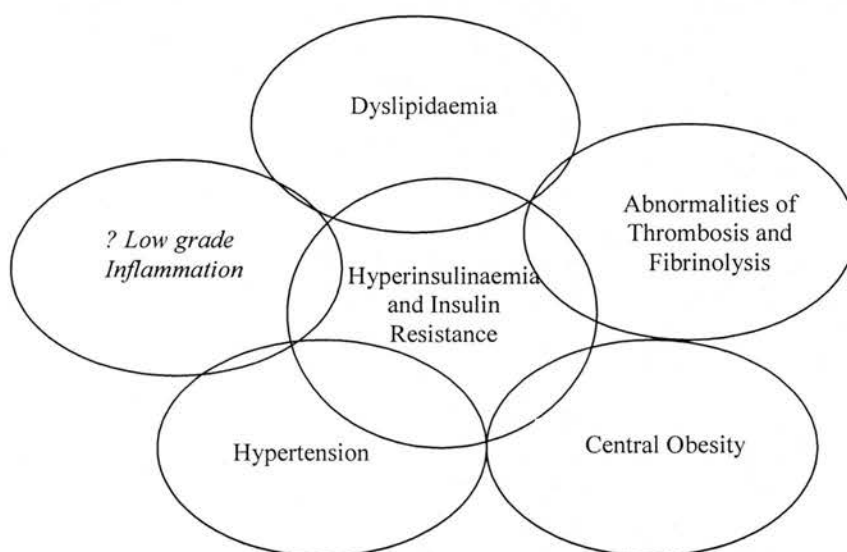 Dyslipidaemia
Abnormalities of
Thrombosis and
Fibrinolysis
? Low grade
Inflammation
Hyperinsulinaemia
and Insulin
Resistance
Hypertension
Central Obesity